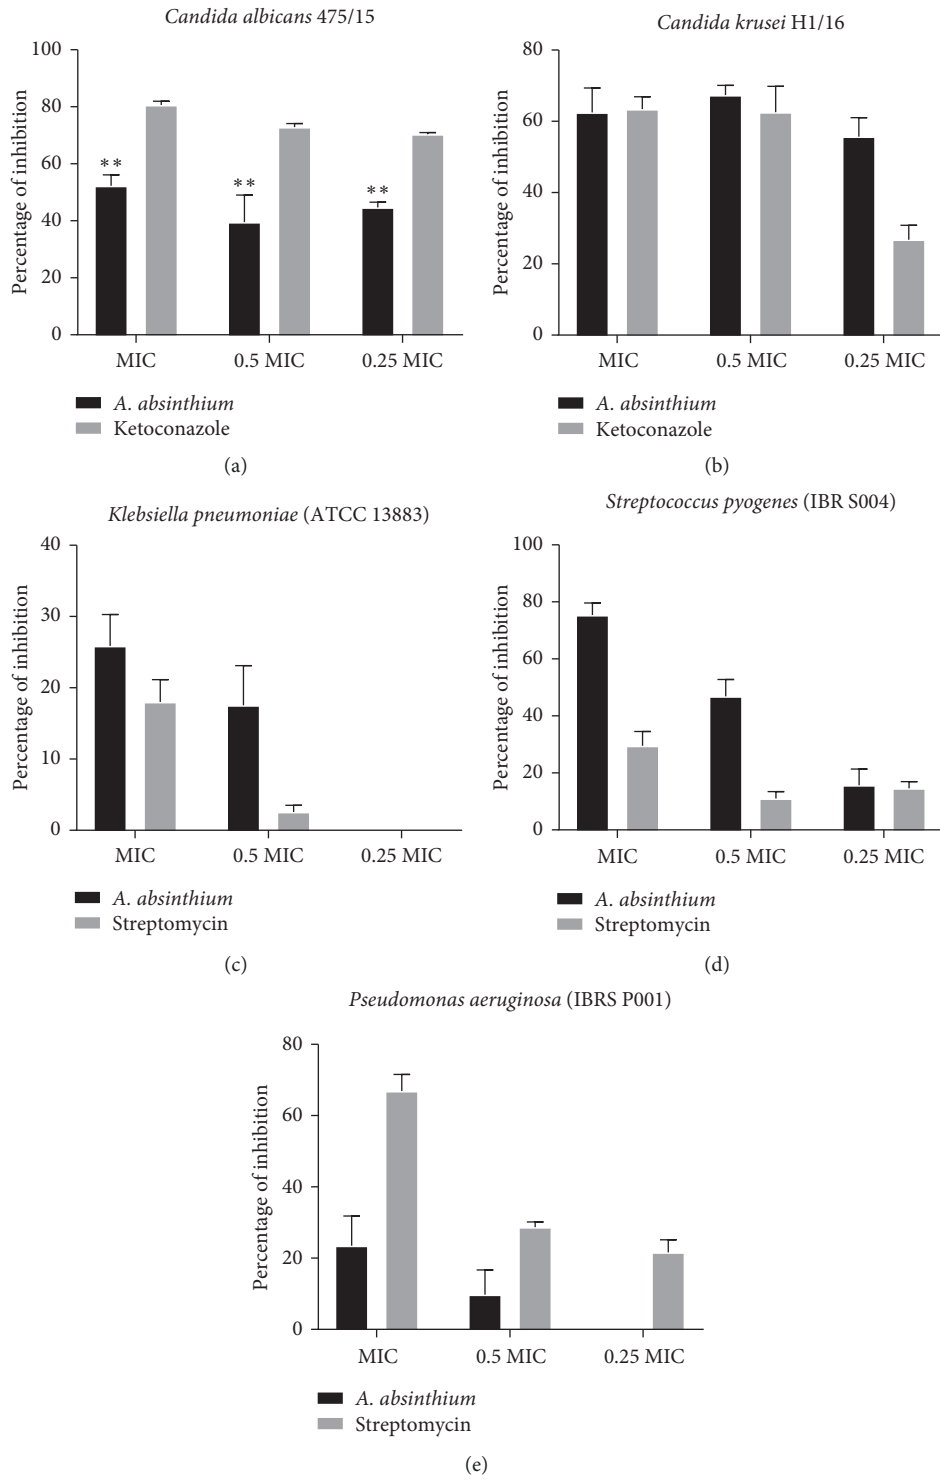 Candida albicans 475/15
Percentage of inhibition
100
80
60
40
20
0
**
**
**
MIC
0.5 MIC
0.25 MIC
A. absinthium
Ketoconazole
(a)
Candida krusei H1/16
Percentage of inhibition
80
60
40
20
0
MIC
0.5 MIC
0.25 MIC
A. absinthium
Ketoconazole
(b)
Klebsiella pneumoniae (ATCC 13883)
Percentage of inhibition
40
30
20
10
0
MIC
0.5 MIC
0.25 MIC
A. absinthium
Streptomycin
(c)
Streptococcus pyogenes (IBR S004)
Percentage of inhibition
100
80
60
40
20
0
MIC
0.5 MIC
0.25 MIC
A. absinthium
Streptomycin
(d)
Pseudomonas aeruginosa (IBRS P001)
Percentage of inhibition
80
60
40
20
0
MIC
0.5 MIC
0.25 MIC
A. absinthium
Streptomycin
(e)